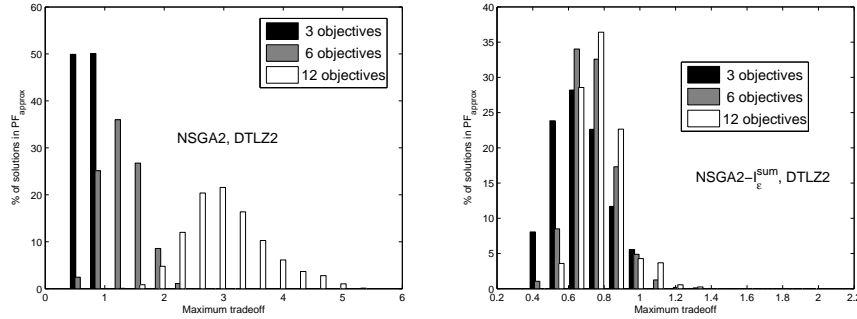 60
50
40
30
20
10
0
% of solutions in PF_approx
3 objectives
6 objectives
12 objectives
NSGA2, DTLZ2
0 1 2 3 4 5 6
Maximum tradeoff
40
35
30
25
20
15
10
5
0
% of solutions in PF_approx
3 objectives
6 objectives
12 objectives
NSGA2−I_ε^sum, DTLZ2
0.2 0.4 0.6 0.8 1 1.2 1.4 1.6 1.8 2 2.2
Maximum tradeoff